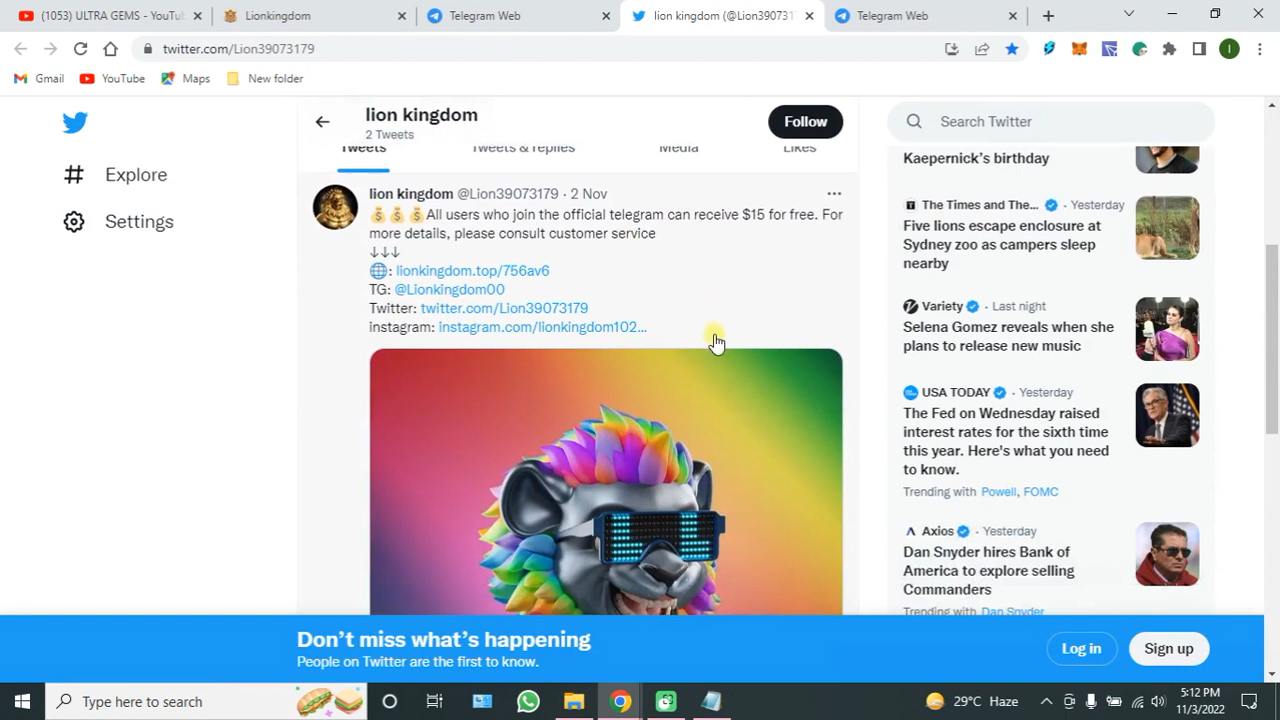 (1053) ULTRA GEMS - YouTu
Lionkingdom
Telegram Web
lion kingdom (@Lion3907317
Telegram Web
twitter.com/Lion39073179
I
Gmail
YouTube
Maps
New folder
lion kingdom
2 Tweets
Follow
Search Twitter
Explore
Settings
Tweets
Tweets & replies
Media
Likes
lion kingdom @Lion39073179 · 2 Nov
💰💰💰All users who join the official telegram can receive $15 for free. For
more details, please consult customer service
↓↓↓
🌐: lionkingdom.top/756av6
TG: @Lionkingdom00
Twitter: twitter.com/Lion39073179
instagram: instagram.com/lionkingdom102...
Kaepernick's birthday
The Times and The... · Yesterday
Five lions escape enclosure at
Sydney zoo as campers sleep
nearby
Variety · Last night
Selena Gomez reveals when she
plans to release new music
USA TODAY · Yesterday
The Fed on Wednesday raised
interest rates for the sixth time
this year. Here's what you need
to know.
Trending with Powell, FOMC
Axios · Yesterday
Dan Snyder hires Bank of
America to explore selling
Commanders
Trending with Dan Snyder
Don't miss what's happening
People on Twitter are the first to know.
Log in
Sign up
Type here to search
29°C Haze
5:12 PM
11/3/2022